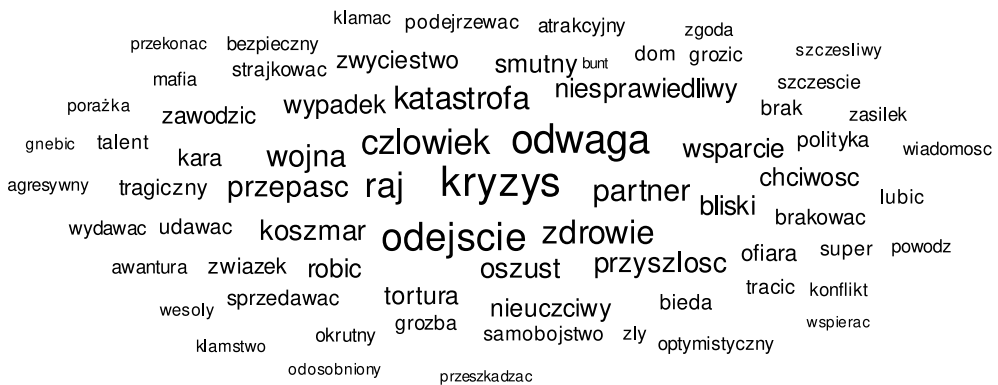 klamac podejrzewac atrakcyjny zgoda
przekonac bezpieczny zwyciestwo smutny bunt dom grozic szczesliwy
mafia strajkowac katastrofa niesprawiedliwy szczescie
porażka zawodzic wypadek brak zasilek
gnebic talent kara wojna czlowiek odwaga wsparcie polityka wiadomosc
agresywny tragiczny przepasc raj kryzys partner chciwosc lubic
wydawac udawac koszmar odejscie zdrowie bliski brakowac
awantura zwiazek robic oszust przyszlosc ofiara super powodz
wesoly sprzedawac tortura nieuczciwy bieda tracic konflikt
klamstwo okrutny grozba samobojstwo zly optymistyczny wspierac
odosobniony przeszkadzac